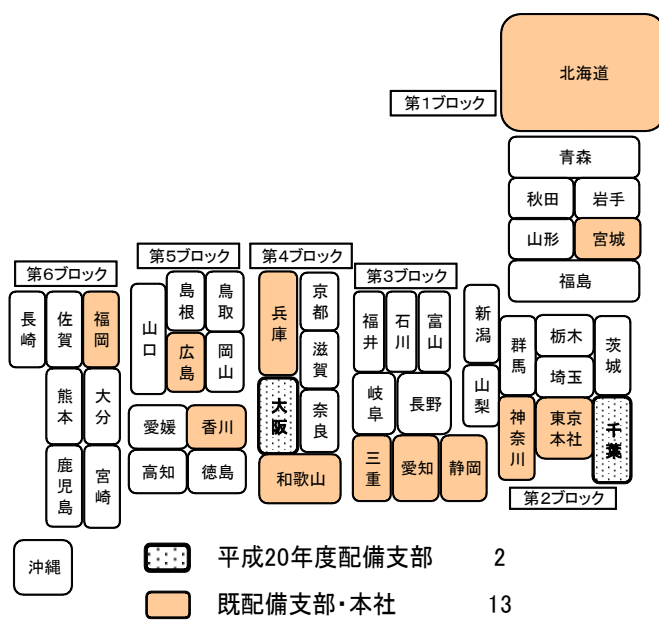 北海道
第1ブロック
青森
秋田
岩手
山形
宮城
福島
第6ブロック
第5ブロック
第4ブロック
第3ブロック
長崎
佐賀
福岡
熊本
大分
鹿児島
宮崎
沖縄
山口
島根
鳥取
広島
岡山
愛媛
香川
高知
徳島
兵庫
京都
滋賀
大阪
奈良
和歌山
福井
石川
富山
岐阜
長野
三重
愛知
静岡
新潟
山梨
群馬
栃木
茨城
埼玉
神奈川
東京
本社
千葉
第2ブロック
平成20年度配備支部 2
既配備支部・本社 13